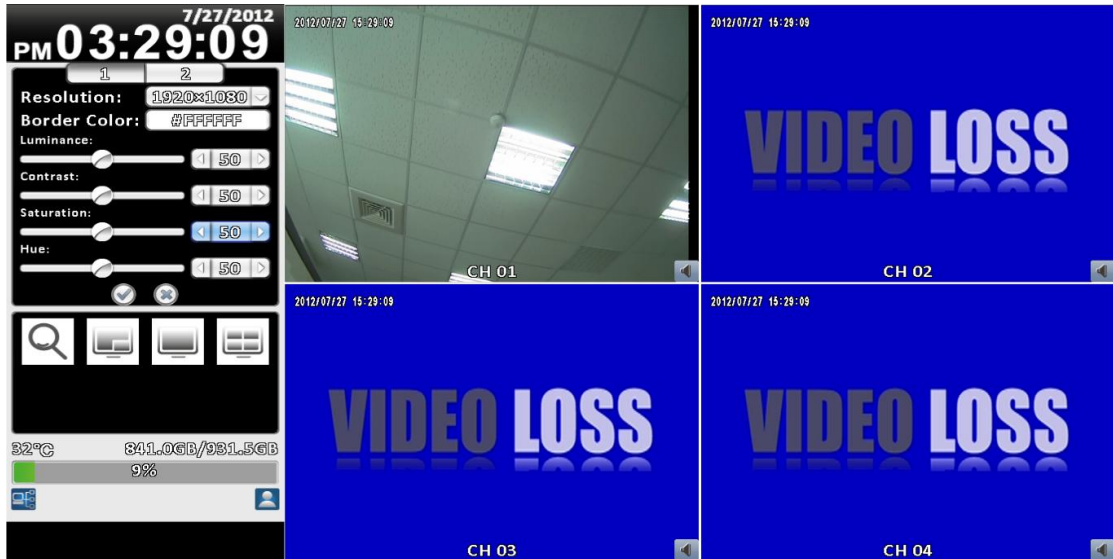 7/27/2012
PM 03:29:09
1 2
Resolution: 1920×1080
Border Color: #FFFFFF
Luminance:
50
Contrast:
50
Saturation:
50
Hue:
50
32°C 841.0GB/931.5GB
9%
2012/07/27 15:29:09
CH 01
2012/07/27 15:29:09
VIDEO LOSS
CH 02
2012/07/27 15:29:09
VIDEO LOSS
CH 03
2012/07/27 15:29:09
VIDEO LOSS
CH 04